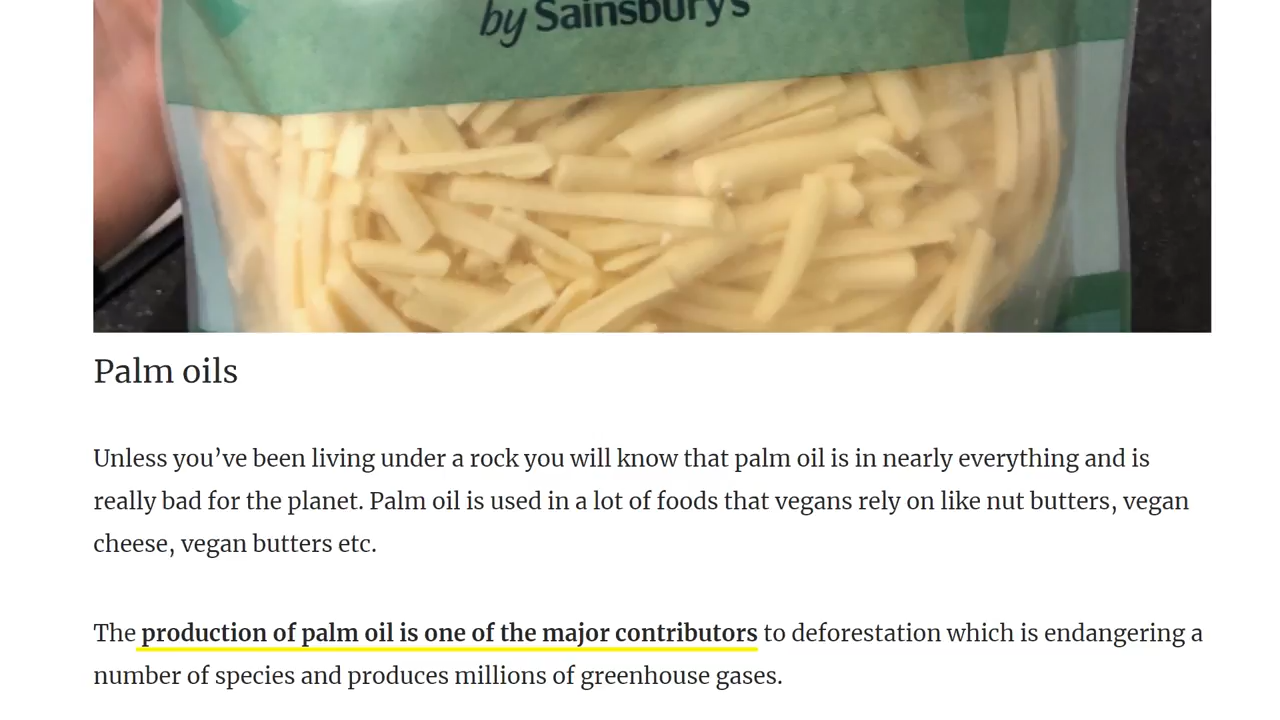 by Sainsbury's
Palm oils
Unless you’ve been living under a rock you will know that palm oil is in nearly everything and is
really bad for the planet. Palm oil is used in a lot of foods that vegans rely on like nut butters, vegan
cheese, vegan butters etc.
The production of palm oil is one of the major contributors to deforestation which is endangering a
number of species and produces millions of greenhouse gases.